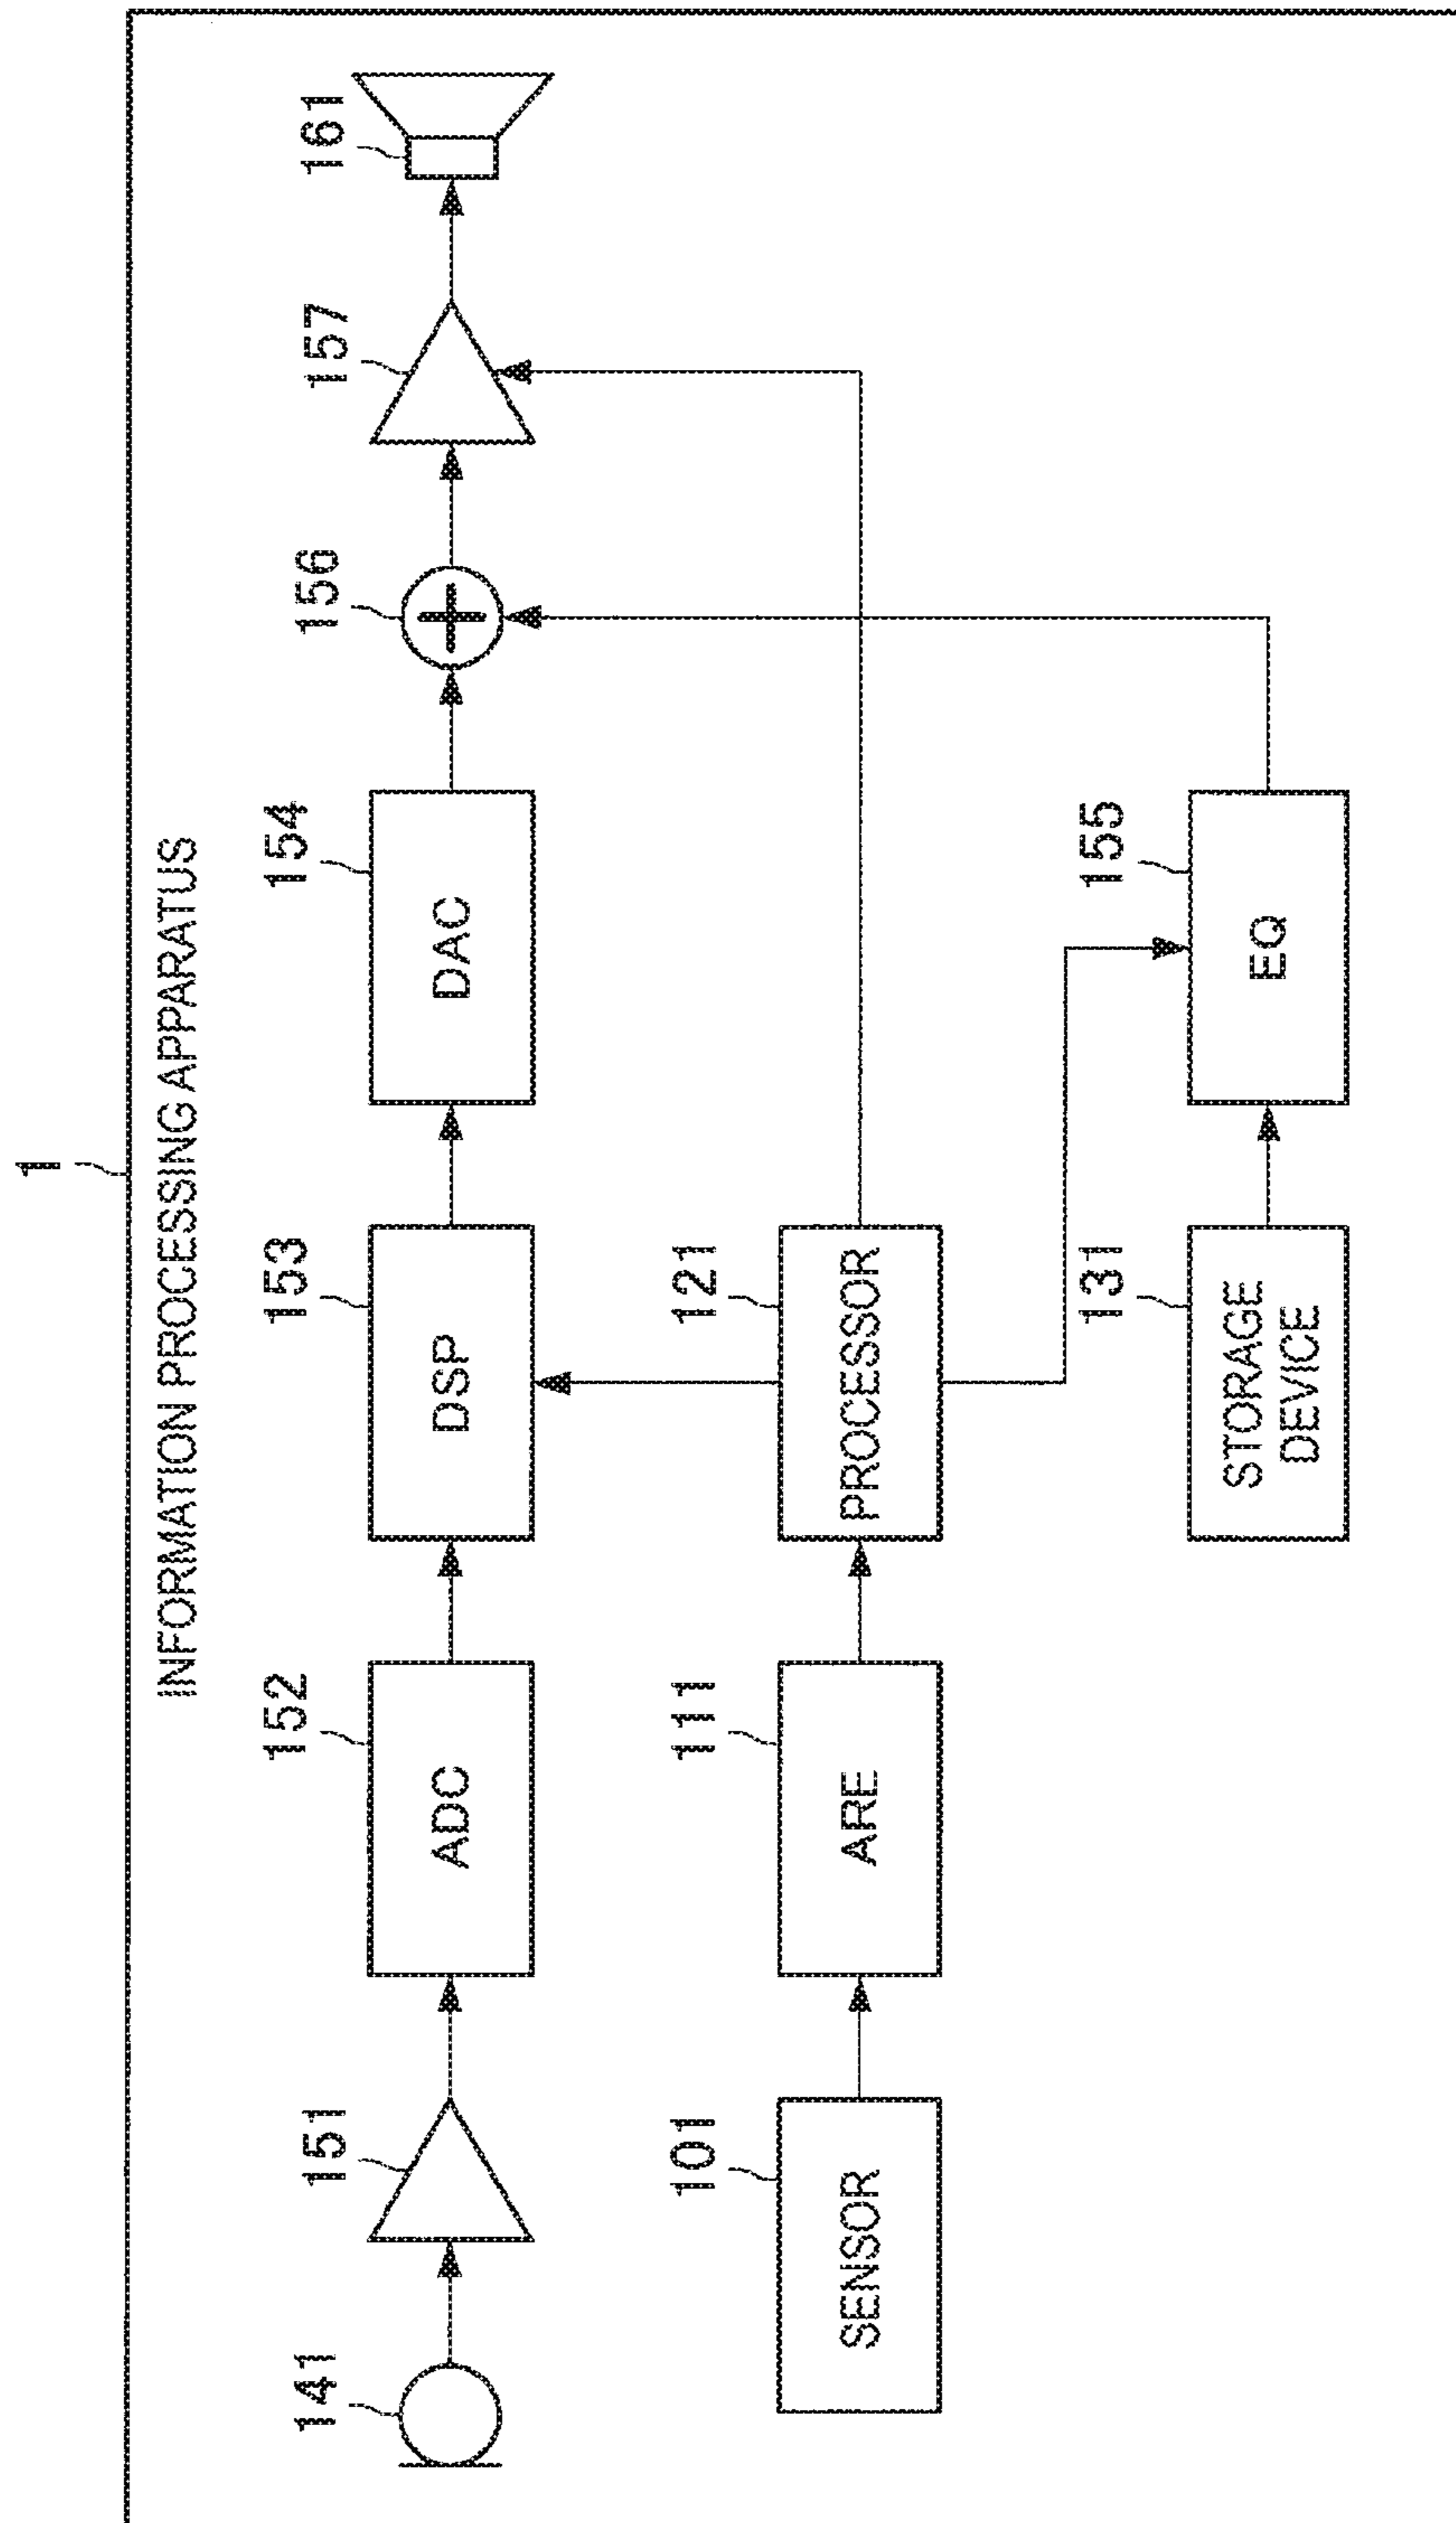 1
INFORMATION PROCESSING APPARATUS
141
151
152
ADC
153
DSP
154
DAC
156
157
161
101
SENSOR
111
ARE
121
PROCESSOR
131
STORAGE
DEVICE
155
EQ